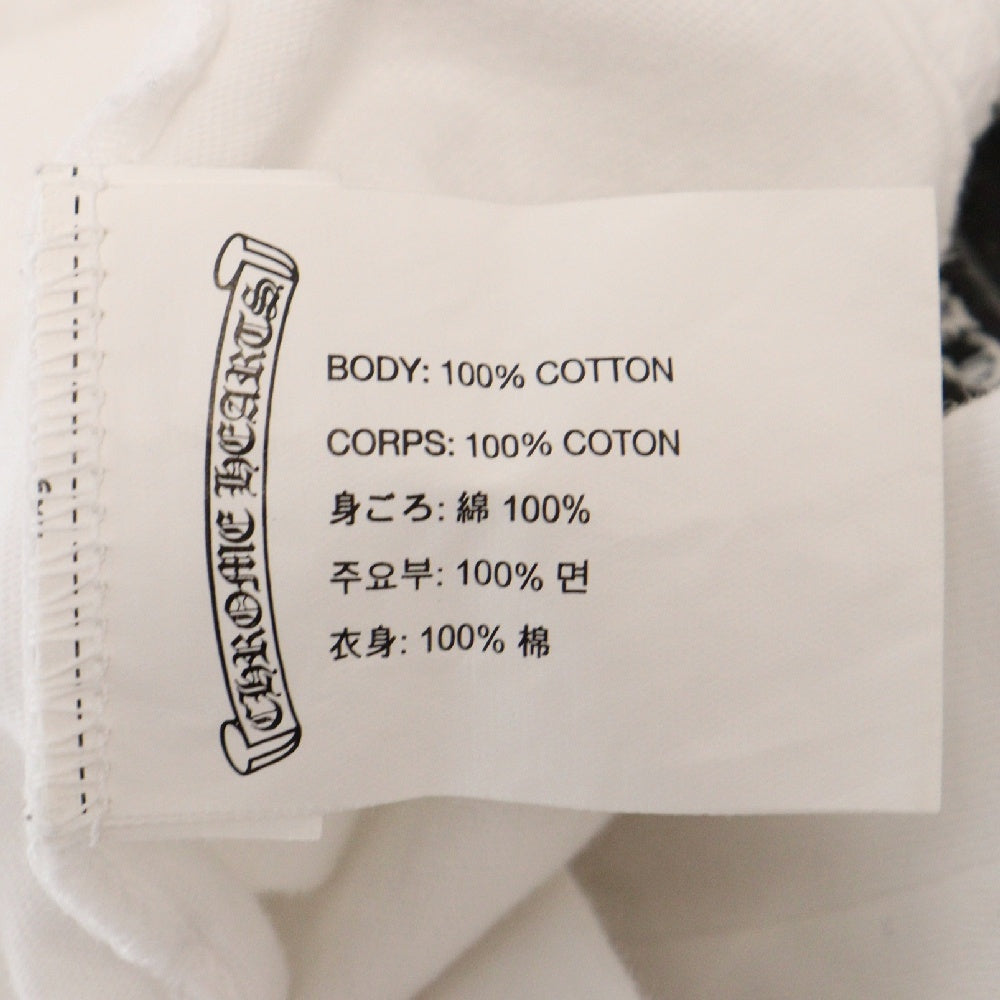 CHROME HEARTS
BODY: 100% COTTON
CORPS: 100% COTON
身ごろ: 綿 100%
주요부: 100% 면
衣身: 100% 棉